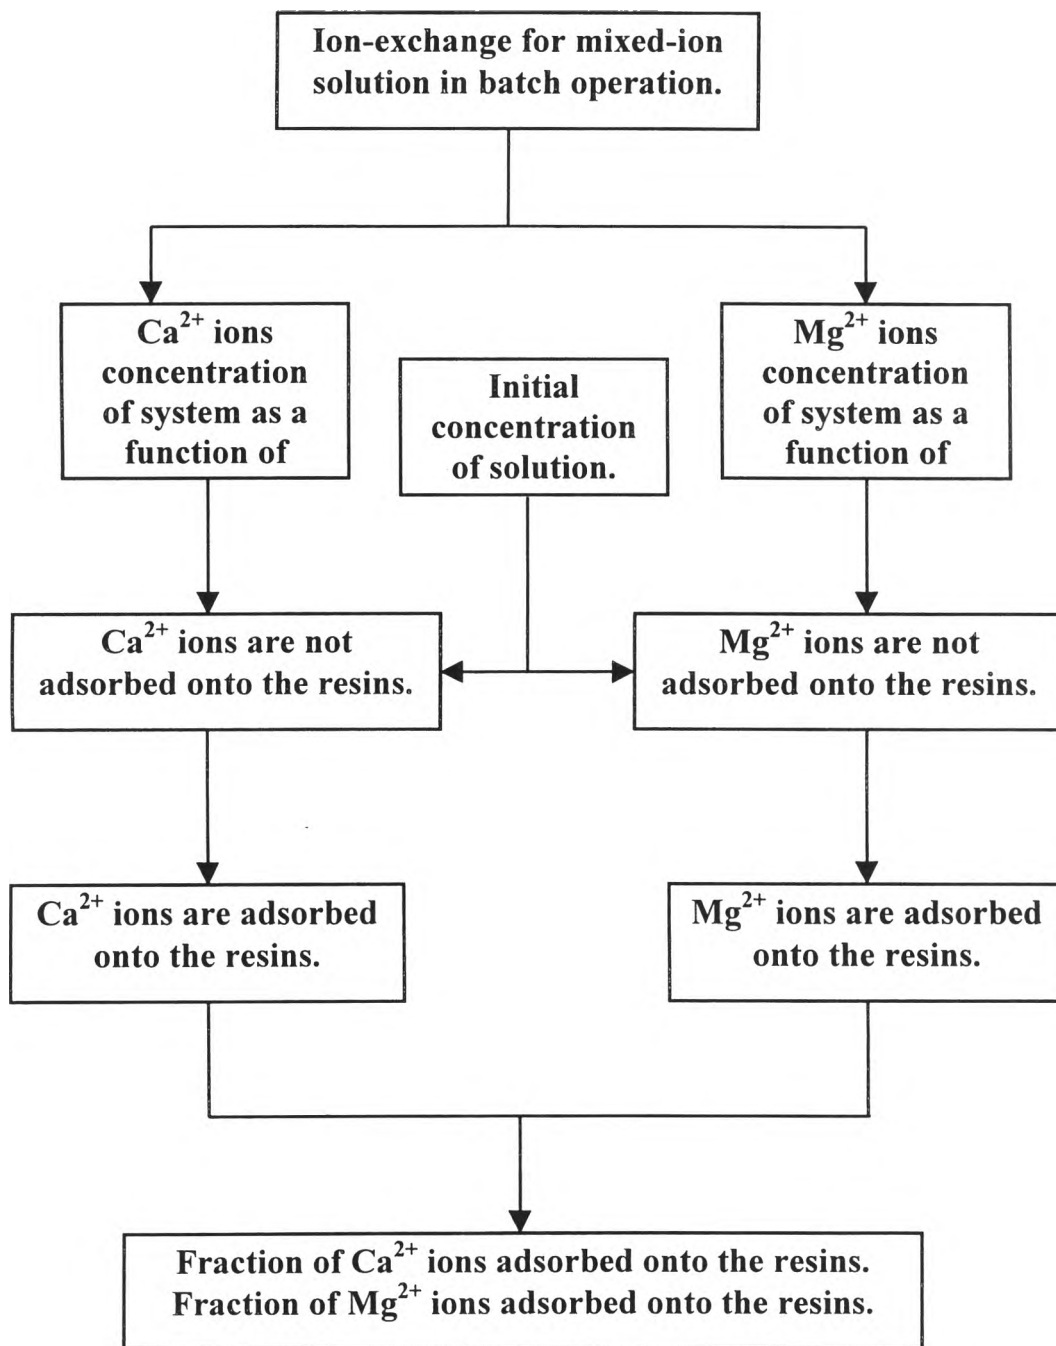 Ion-exchange for mixed-ion
solution in batch operation.
Ca²⁺ ions
concentration
of system as a
function of
Initial
concentration
of solution.
Mg²⁺ ions
concentration
of system as a
function of
Ca²⁺ ions are not
adsorbed onto the resins.
Mg²⁺ ions are not
adsorbed onto the resins.
Ca²⁺ ions are adsorbed
onto the resins.
Mg²⁺ ions are adsorbed
onto the resins.
Fraction of Ca²⁺ ions adsorbed onto the resins.
Fraction of Mg²⁺ ions adsorbed onto the resins.